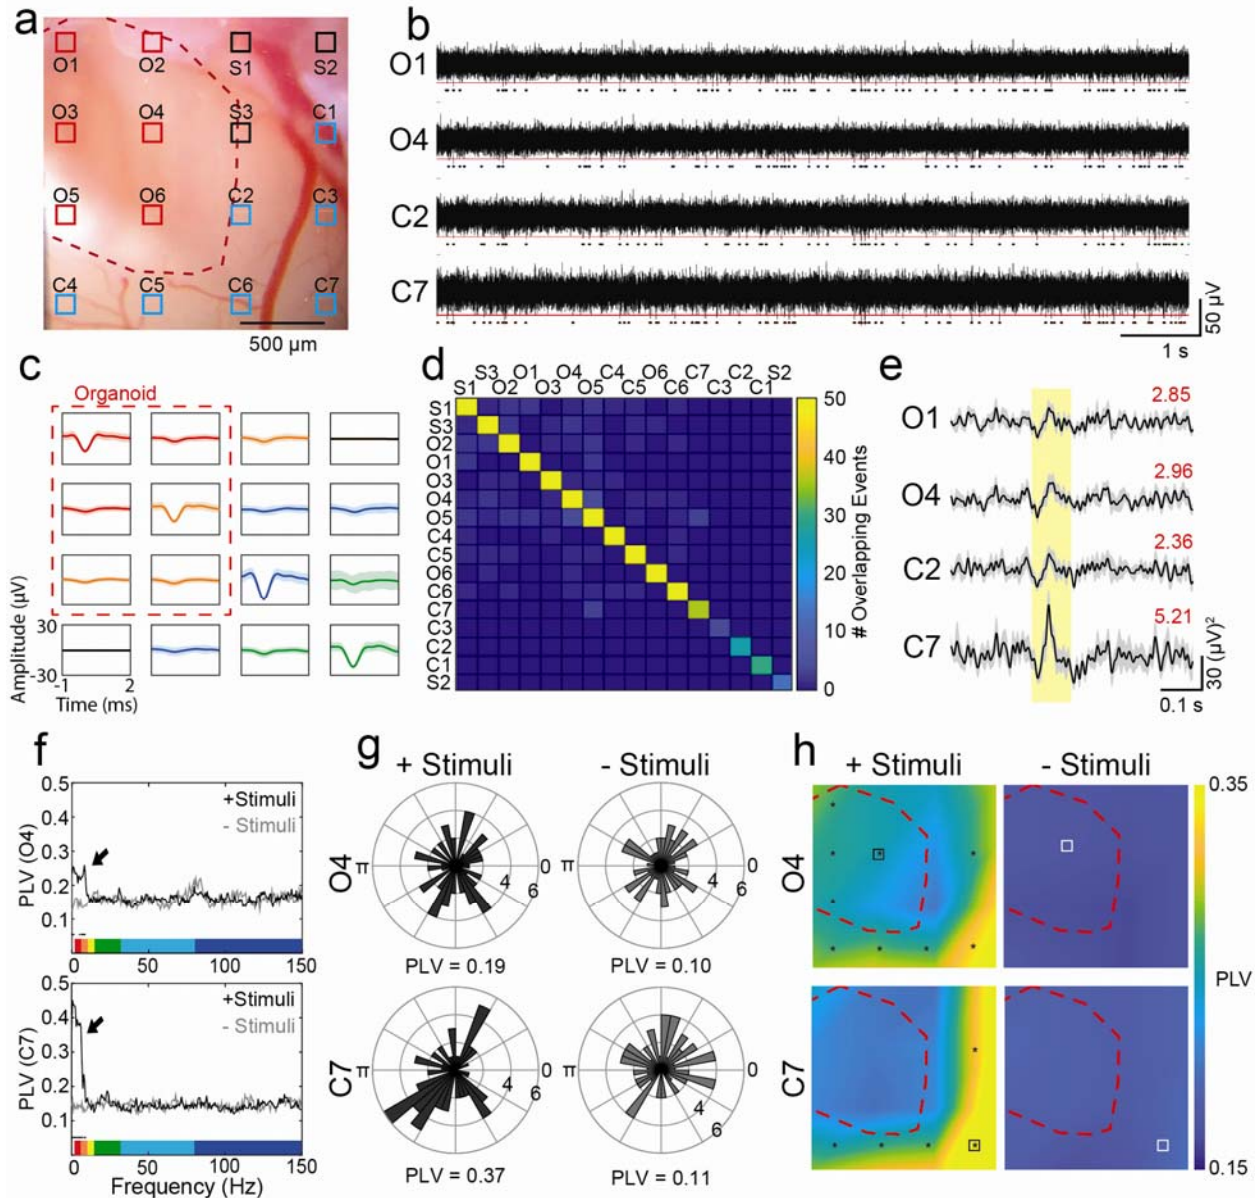 a
O1 O2 S1 S2
O3 O4 S3 C1
O5 O6 C2 C3
C4 C5 C6 C7
500 µm
b
O1
O4
C2
C7
50 µV
1 s
c
Organoid
Amplitude (µV)
30
-30
-1 2
Time (ms)
d
S3 O1 O4 C4 O6 C7 C2 S2
S1 O2 O3 O5 C5 C6 C3 C1
S1
S3
O2
O1
O3
O4
O5
C4
C5
O6
C6
C7
C3
C2
C1
S2
50
40
30
20
10
0
# Overlapping Events
e
O1 2.85
O4 2.96
C2 2.36
C7 5.21
30 (µV)²
0.1 s
f
PLV (O4)
0.5
0.4
0.3
0.2
0.1
+Stimuli
- Stimuli
0 50 100 150
PLV (C7)
0.5
0.4
0.3
0.2
0.1
+Stimuli
- Stimuli
0 50 100 150
Frequency (Hz)
g
+ Stimuli - Stimuli
O4
π 0 4 6
π 0 4 6
PLV = 0.19 PLV = 0.10
C7
π 0 4 6
π 0 4 6
PLV = 0.37 PLV = 0.11
h
+ Stimuli - Stimuli
O4
C7
0.35
PLV
0.15